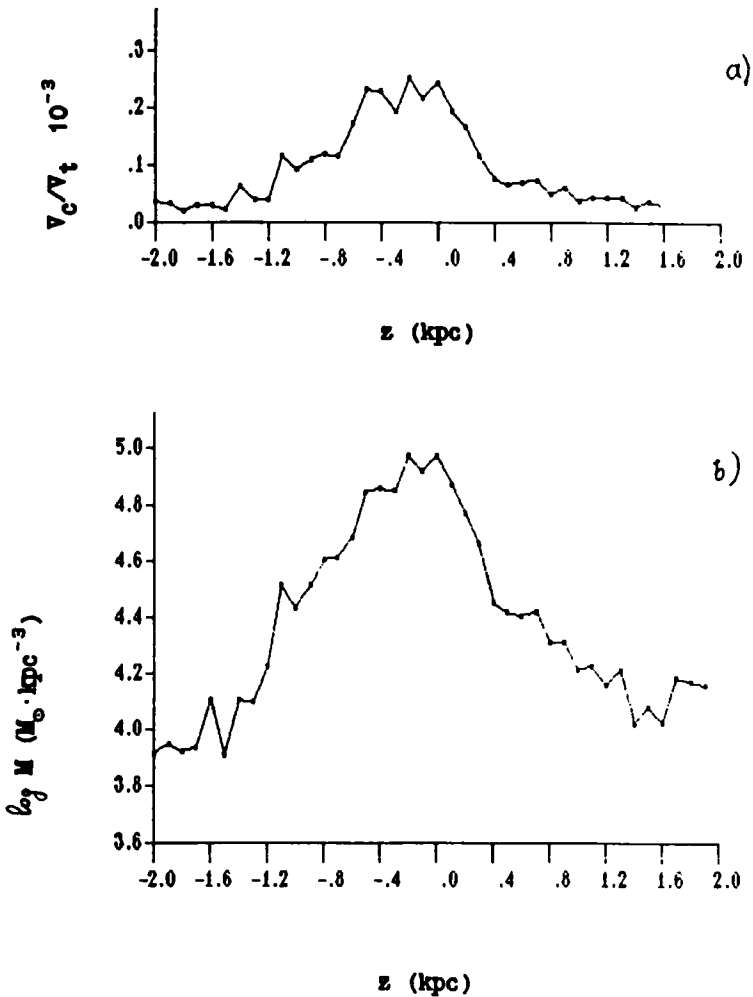 a)
.3
.2
.1
.0
V_c/V_t 10^-3
-2.0 -1.6 -1.2 -.8 -.4 .0 .4 .8 1.2 1.6 2.0
z (kpc)
b)
5.0
4.8
4.6
4.4
4.2
4.0
3.8
3.6
log M (M_⊙·kpc^-3)
-2.0 -1.6 -1.2 -.8 -.4 .0 .4 .8 1.2 1.6 2.0
z (kpc)